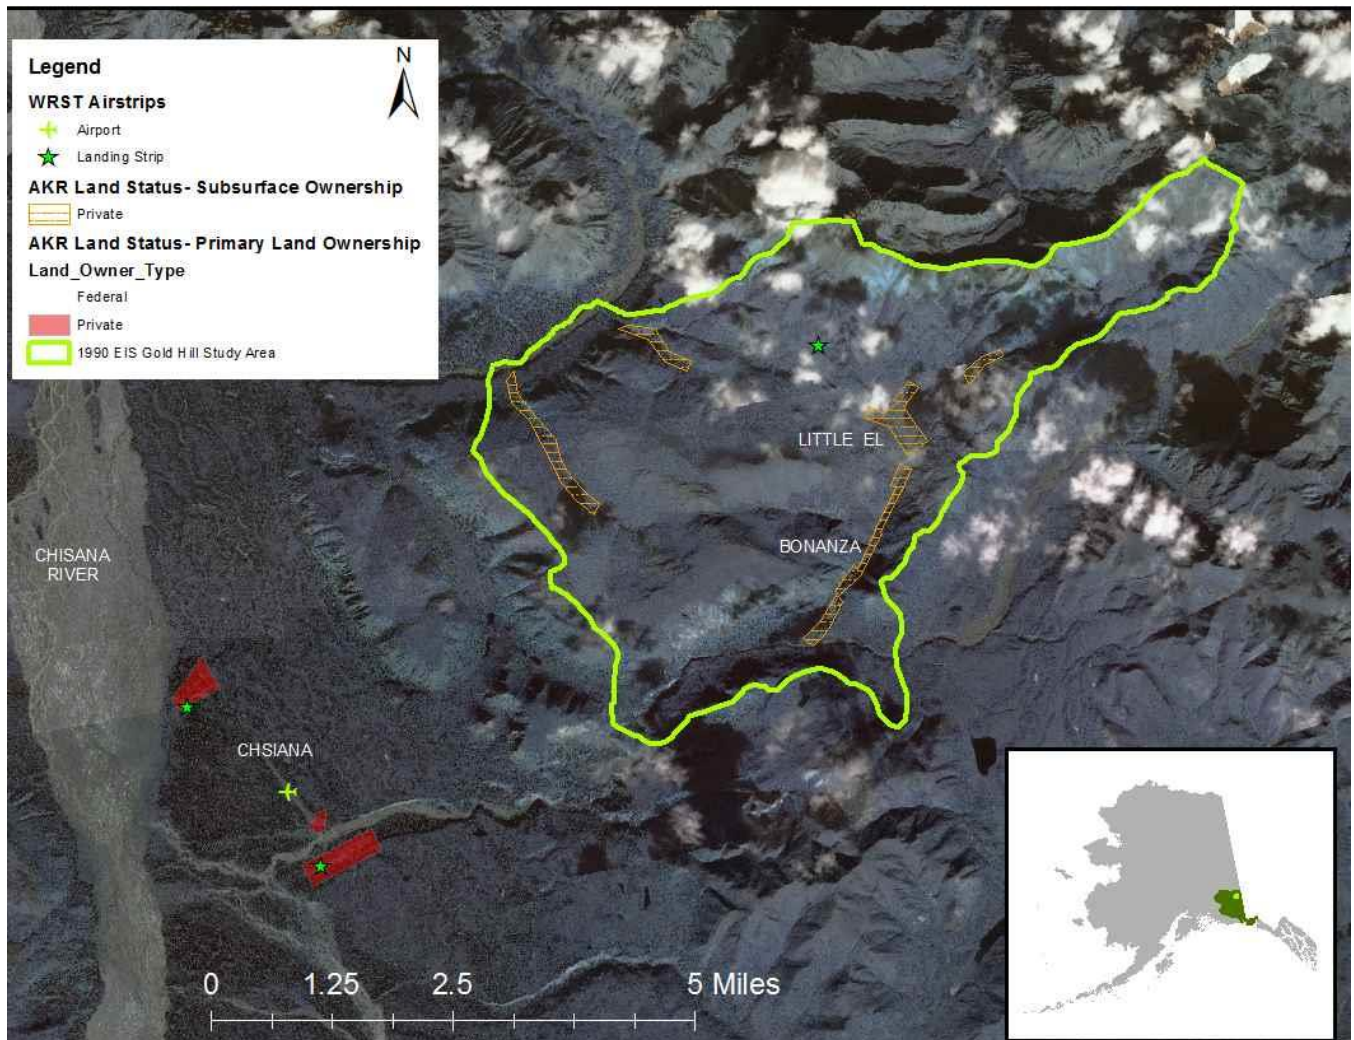 Legend
N
WRST Airstrips
Airport
Landing Strip
AKR Land Status- Subsurface Ownership
Private
AKR Land Status- Primary Land Ownership
Land_Owner_Type
Federal
Private
1990 EIS Gold Hill Study Area
LITTLE EL
BONANZA
CHISANA
RIVER
CHSIANA
0 1.25 2.5 5 Miles